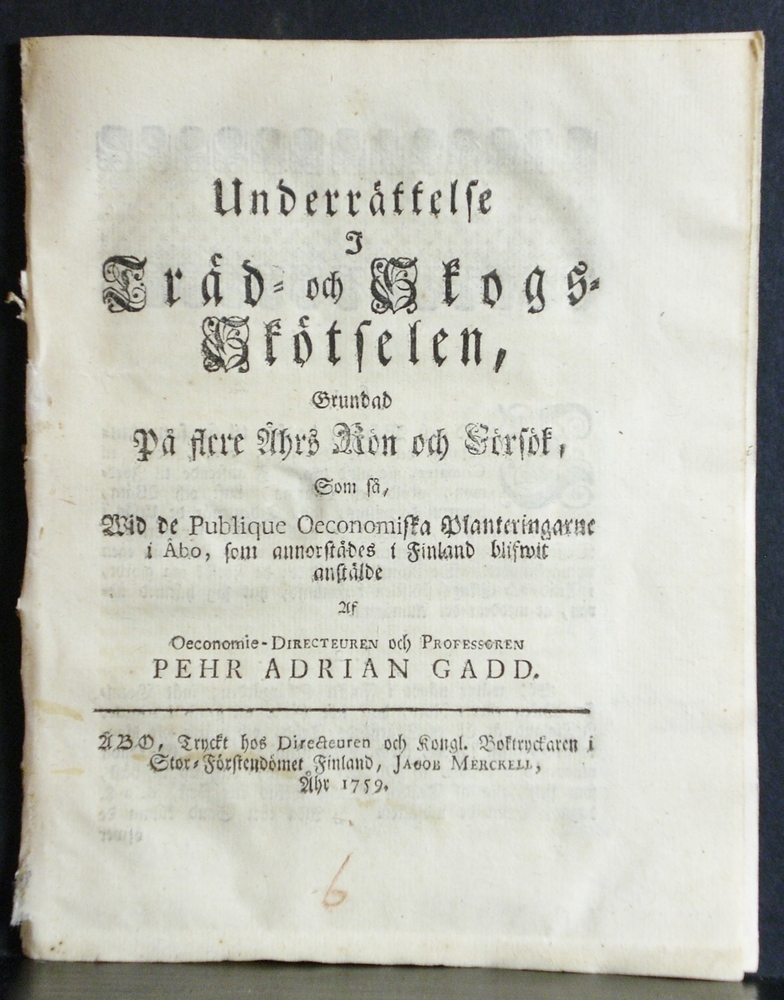 Underrättelse
I
Träd- och Skogs-
Skötselen,
Grundad
På flere Åhrs Rön och Försök,
Som så,
Wid de Publique Oeconomiska Planteringarne
i Åbo, som annorstädes i Finland blifwit
anstälde
Af
Oeconomie-DIRECTEUREN och PROFESSOREN
PEHR ADRIAN GADD.
ÅBO, Tryckt hos Directeuren och Kongl. Boktryckaren i
Stor-Förstendömet Finland, JACOB MERCKELL,
Åhr 1759.
6